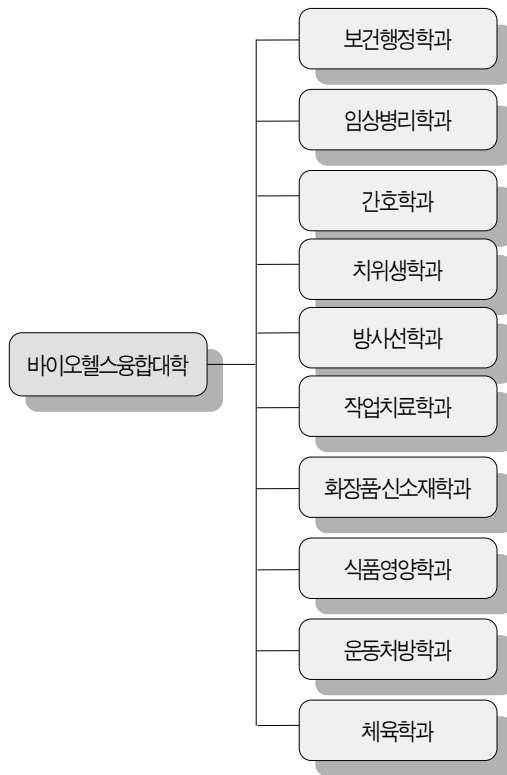 보건행정학과
임상병리학과
간호학과
치위생학과
방사선학과
바이오헬스융합대학
작업치료학과
화장품·신소재학과
식품영양학과
운동처방학과
체육학과